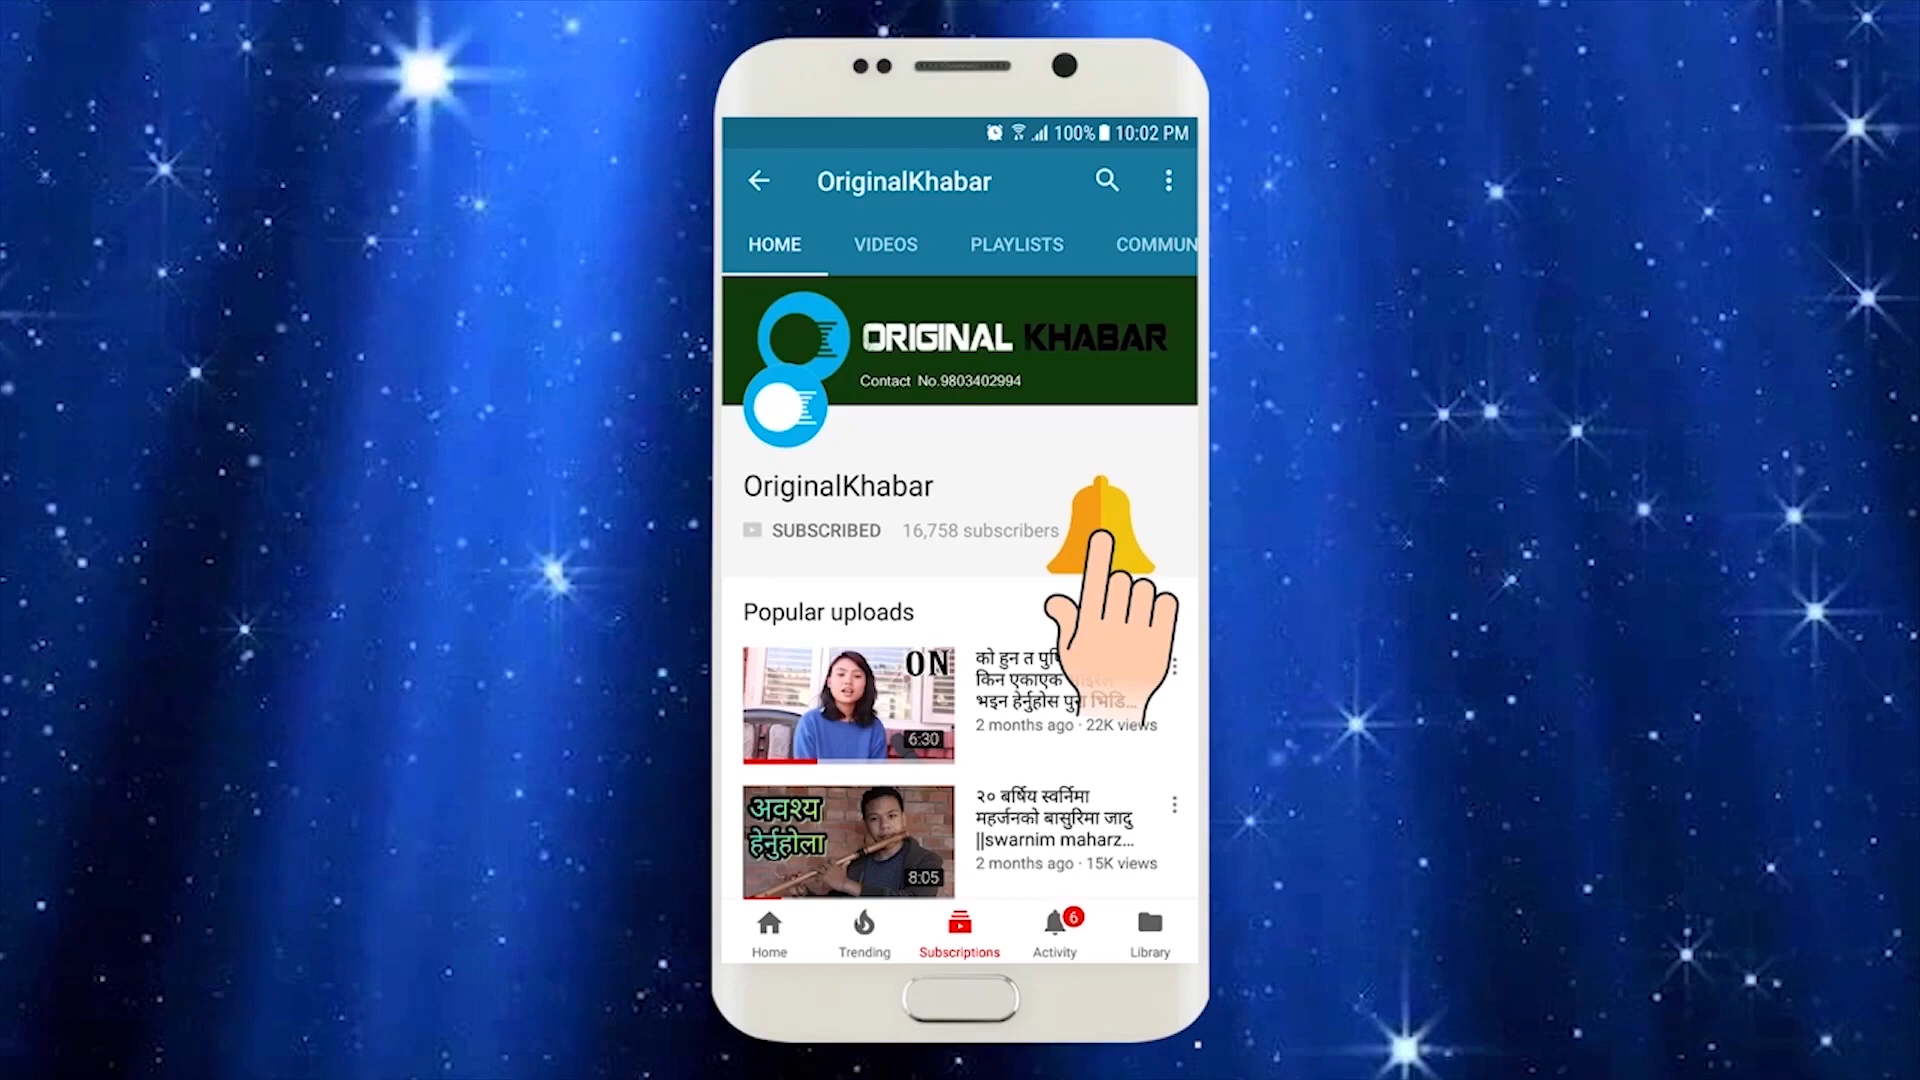 100% 10:02 PM
OriginalKhabar
HOME VIDEOS PLAYLISTS COMMUN
ORIGINAL KHABAR
Contact No.9803402994
OriginalKhabar
SUBSCRIBED 16,758 subscribers
Popular uploads
ON
6:30
को हुन त
किन एकाएक
भइन हेर्नुहोस पुरा भिडि...
2 months ago · 22K views
अवश्य
हेर्नुहोला
8:05
२० बर्षिय स्वर्निमा
महर्जनको बासुरिमा जादु
||swarnim maharz...
2 months ago · 15K views
6
Home Trending Subscriptions Activity Library